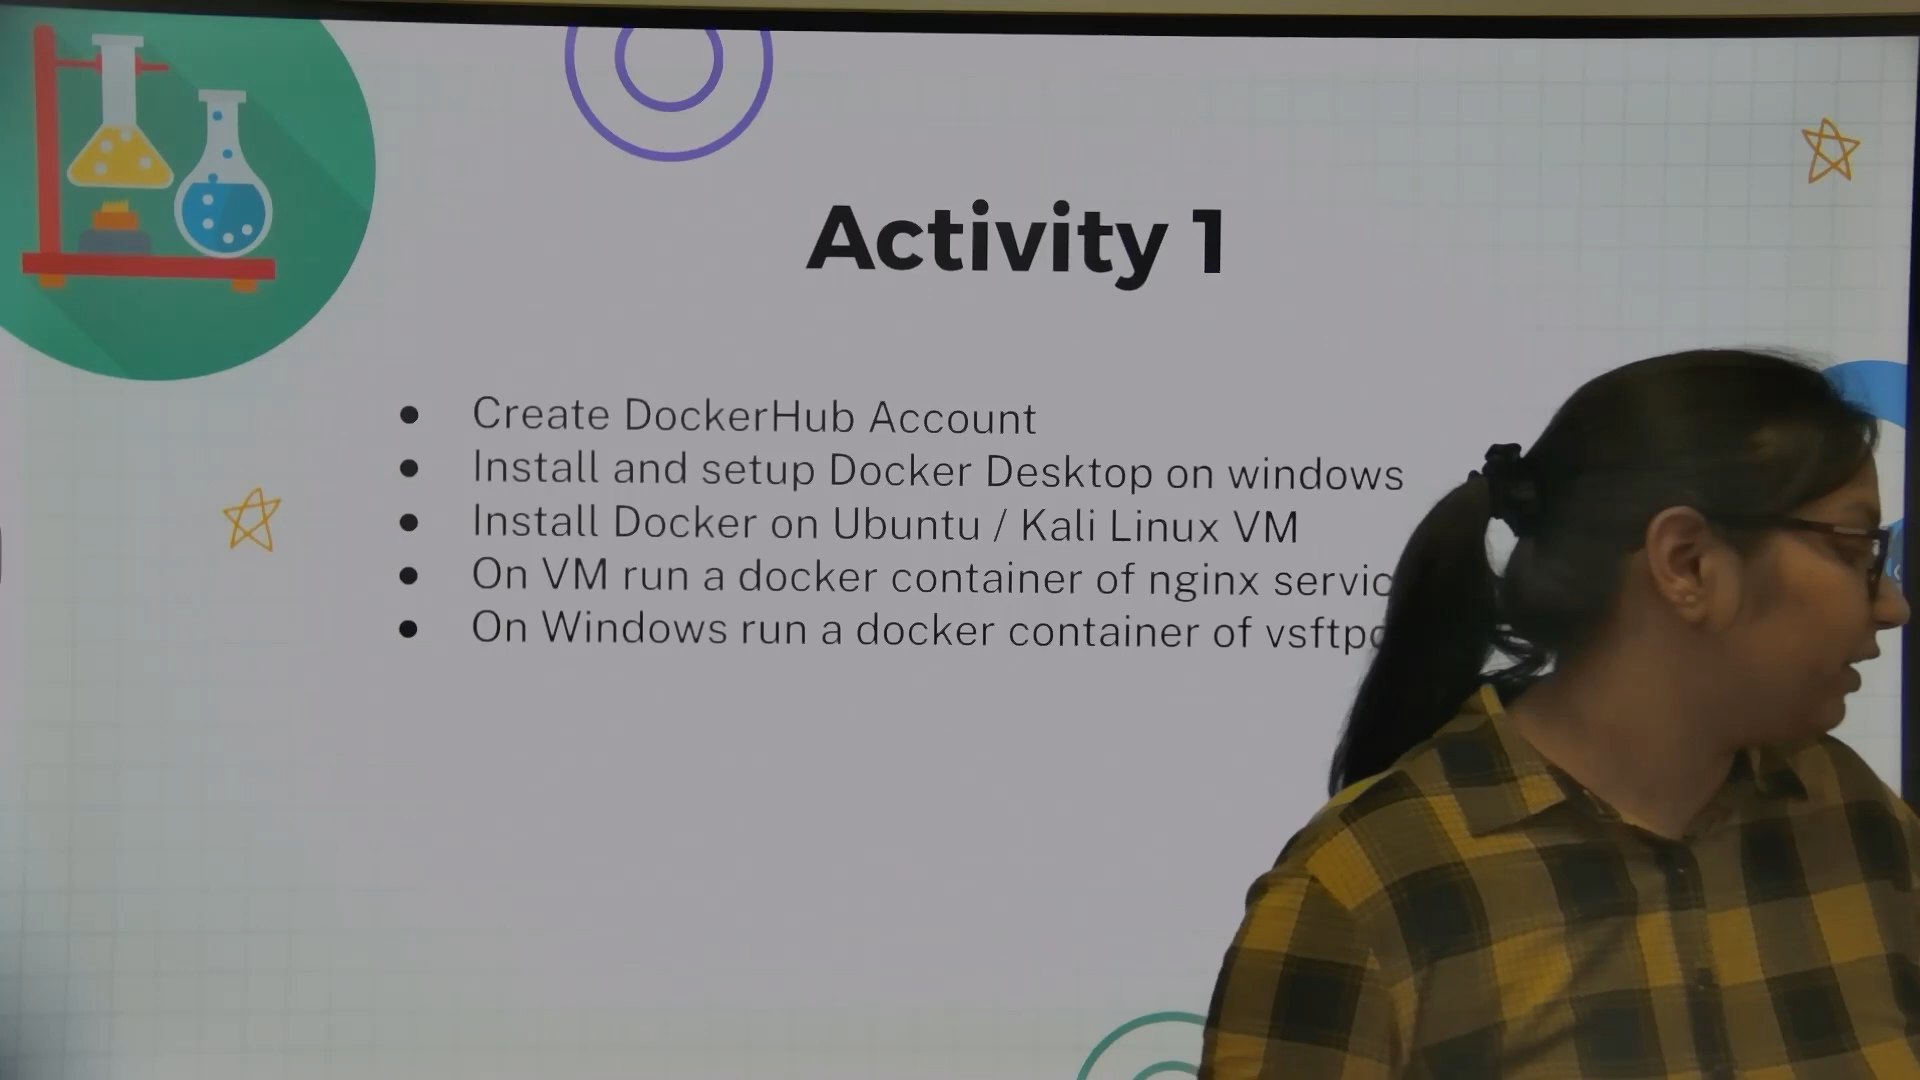 Activity 1
● Create DockerHub Account
● Install and setup Docker Desktop on windows
● Install Docker on Ubuntu / Kali Linux VM
● On VM run a docker container of nginx servic
● On Windows run a docker container of vsftp